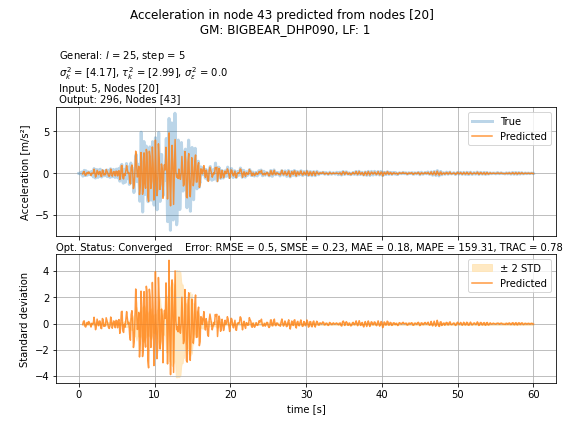 Acceleration in node 43 predicted from nodes [20]
GM: BIGBEAR_DHP090, LF: 1
General: l = 25, step = 5
σ²ₖ = [4.17], τ²ₖ = [2.99], σ²ₑ = 0.0
Input: 5, Nodes [20]
Output: 296, Nodes [43]
Acceleration [m/s²]
5
0
−5
True
Predicted
Opt. Status: Converged Error: RMSE = 0.5, SMSE = 0.23, MAE = 0.18, MAPE = 159.31, TRAC = 0.78
Standard deviation
4
2
0
−2
−4
± 2 STD
Predicted
0 10 20 30 40 50 60
time [s]